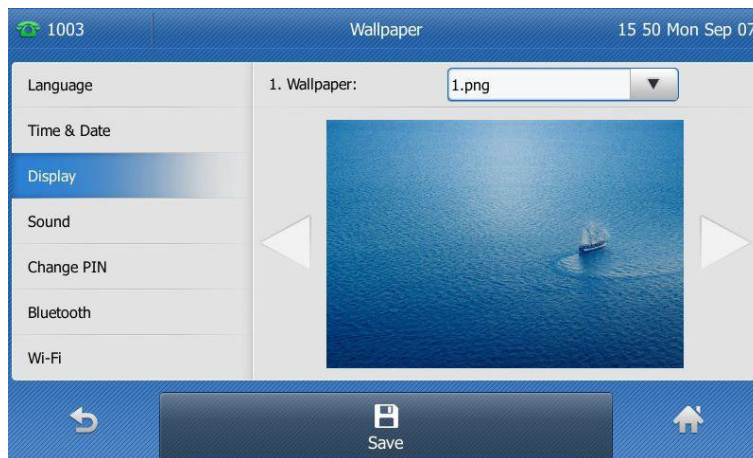 1003 Wallpaper 15 50 Mon Sep 07
Language
1. Wallpaper: 1.png
Time & Date
Display
Sound
Change PIN
Bluetooth
Wi-Fi
Save